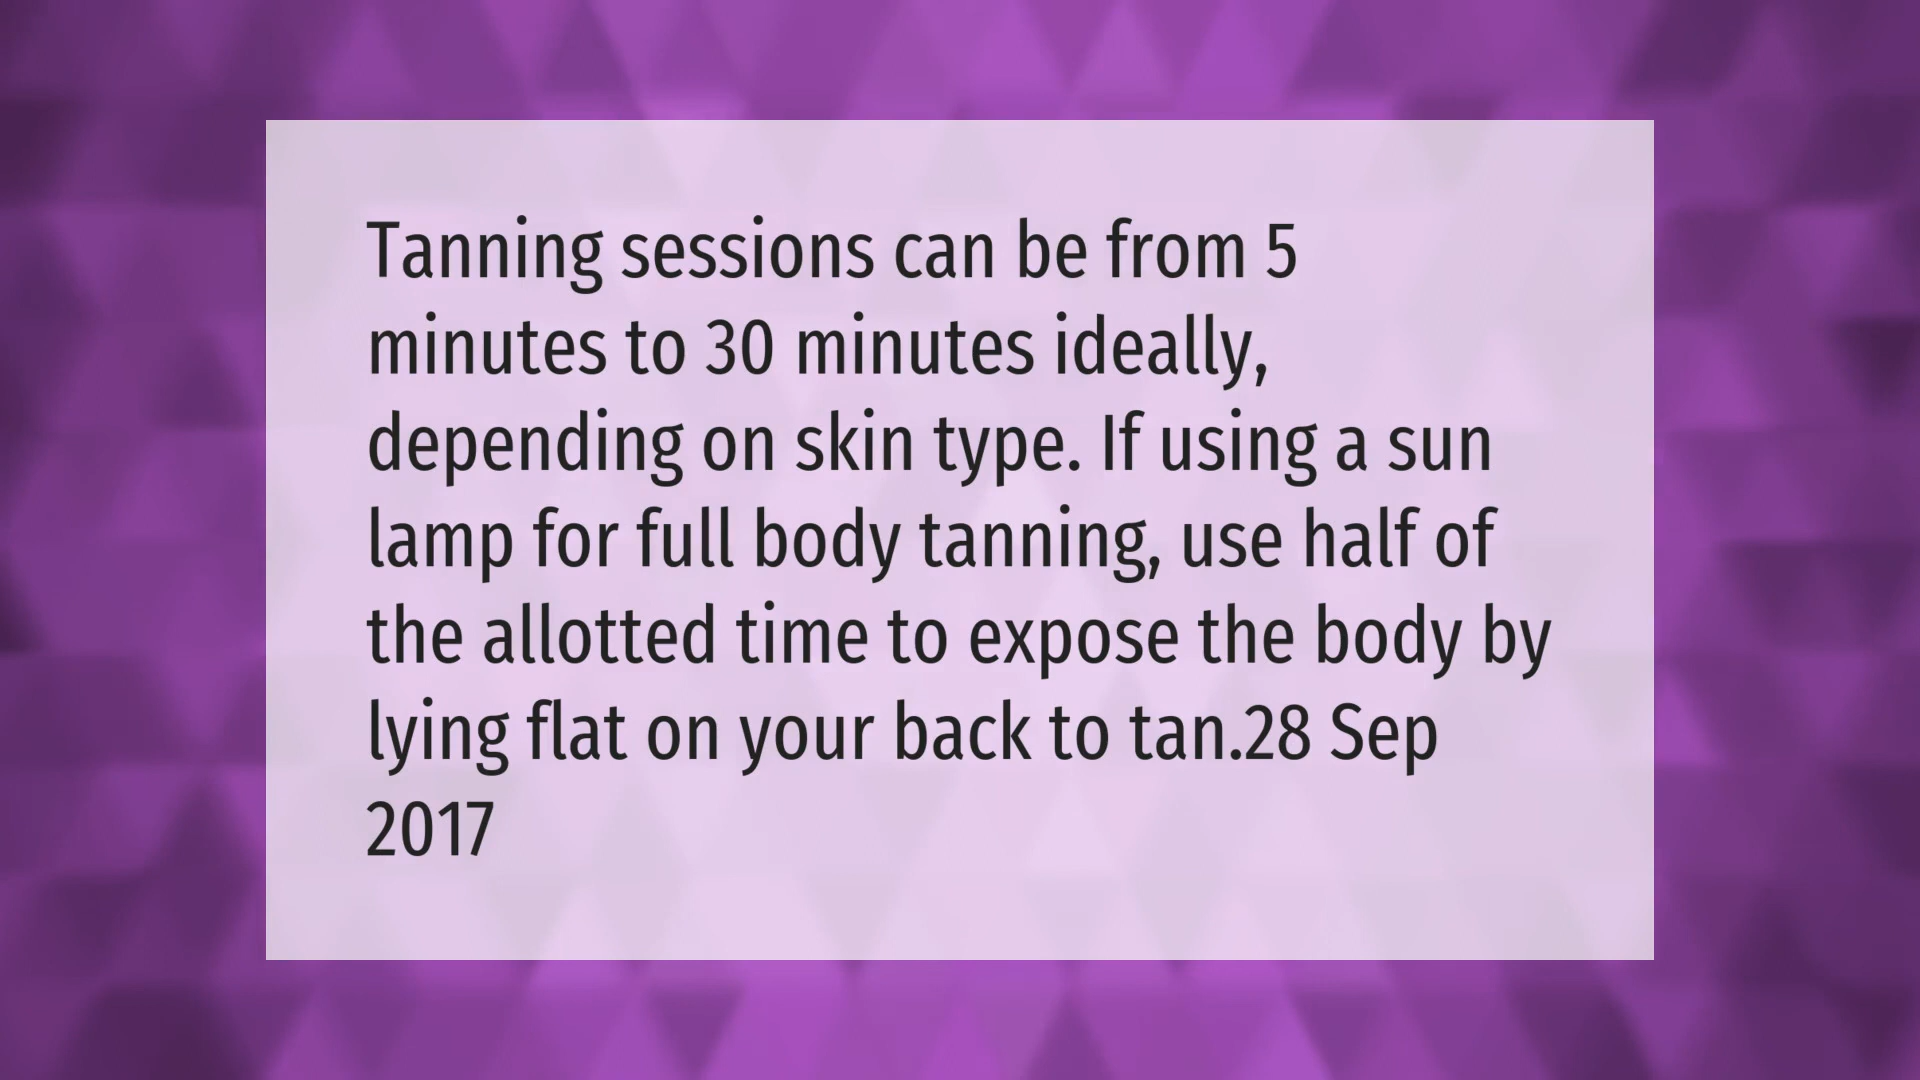 Tanning sessions can be from 5
minutes to 30 minutes ideally,
depending on skin type. If using a sun
lamp for full body tanning, use half of
the allotted time to expose the body by
lying flat on your back to tan.28 Sep
2017